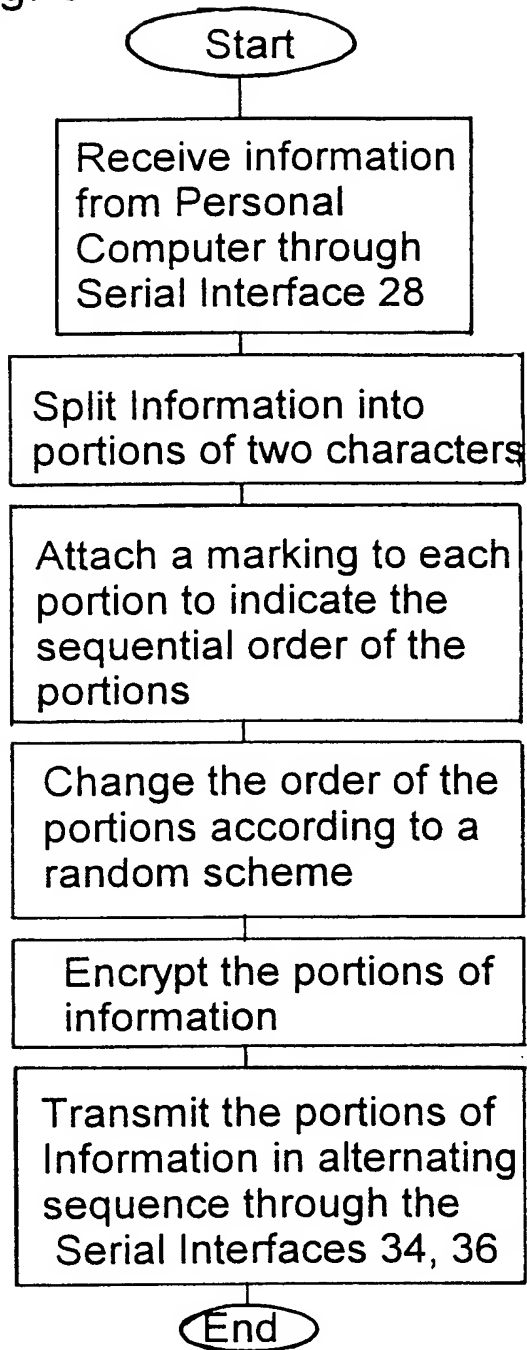 Start
Receive information
from Personal
Computer through
Serial Interface 28
Split Information into
portions of two characters
Attach a marking to each
portion to indicate the
sequential order of the
portions
Change the order of the
portions according to a
random scheme
Encrypt the portions of
information
Transmit the portions of
Information in alternating
sequence through the
Serial Interfaces 34, 36
End